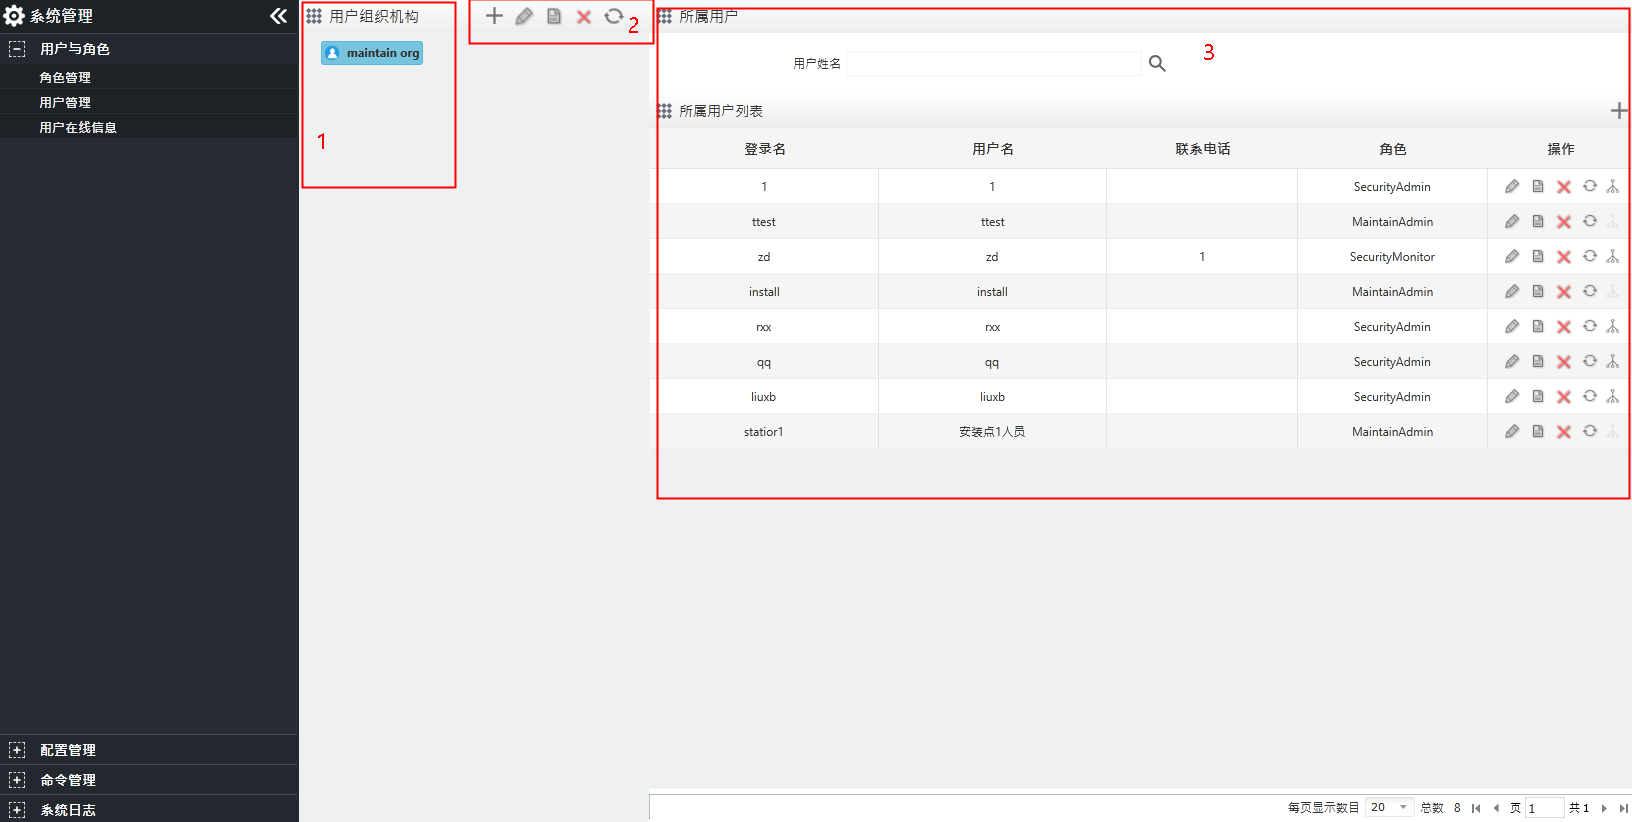 系统管理
用户与角色
角色管理
用户管理
用户在线信息
配置管理
命令管理
系统日志
用户组织机构
maintain org
1
2
所属用户
3
用户姓名
所属用户列表
登录名 用户名 联系电话 角色 操作
1 1 SecurityAdmin
ttest ttest MaintainAdmin
zd zd 1 SecurityMonitor
install install MaintainAdmin
rxx rxx SecurityAdmin
qq qq SecurityAdmin
liuxb liuxb SecurityAdmin
statior1 安装点1人员 MaintainAdmin
每页显示数目 20 总数 8 页 1 共 1